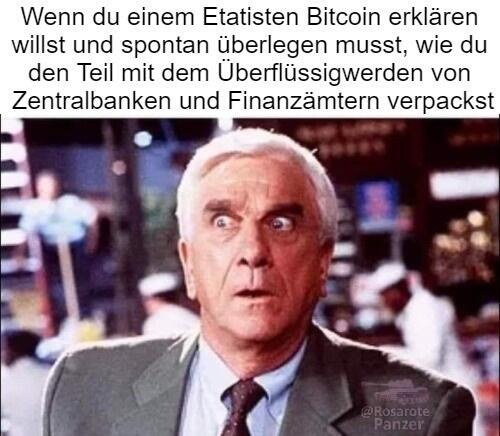 Wenn du einem Etatisten Bitcoin erklären
willst und spontan überlegen musst, wie du
den Teil mit dem Überflüssigwerden von
Zentralbanken und Finanzämtern verpackst
@Rosarote
Panzer